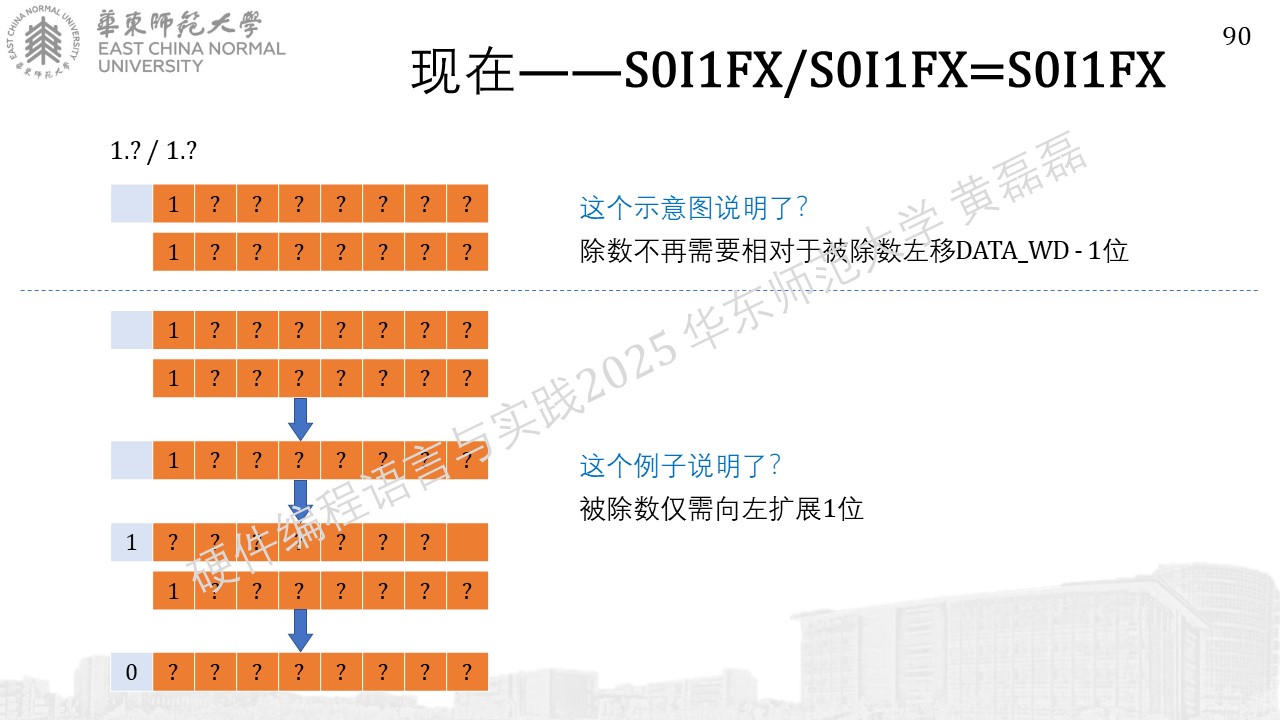 華東師範大學
EAST CHINA NORMAL
UNIVERSITY
EAST CHINA NORMAL UNIVERSITY
華東師範大學
90
现在——S0I1FX/S0I1FX=S0I1FX
1.? / 1.?
1 ? ? ? ? ? ? ?
1 ? ? ? ? ? ? ?
这个示意图说明了?
除数不再需要相对于被除数左移DATA_WD - 1位
1 ? ? ? ? ? ? ?
1 ? ? ? ? ? ? ?
1 ? ? ? ? ? ? ?
1 ? ? ? ? ? ? ?
1 ? ? ? ? ? ? ?
0 ? ? ? ? ? ? ? ?
这个例子说明了?
被除数仅需向左扩展1位
硬件编程语言与实践2025 华东师范大学 黄磊磊